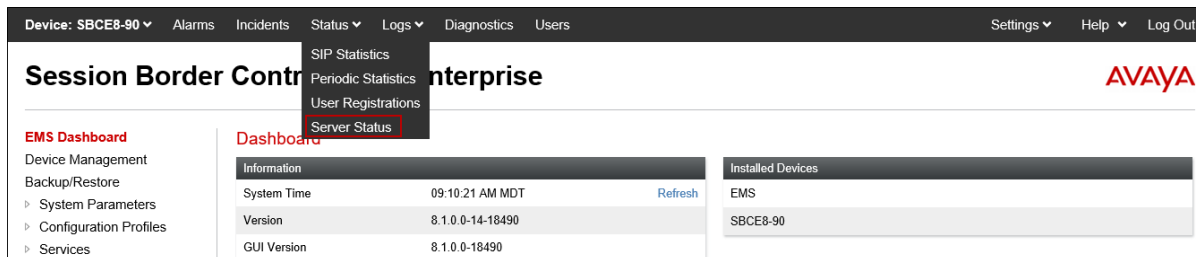 Device: SBCE8-90 Alarms Incidents Status Logs Diagnostics Users Settings Help Log Out
SIP Statistics
Periodic Statistics
User Registrations
Server Status
Session Border Contr nterprise
AVAYA
EMS Dashboard
Device Management
Backup/Restore
System Parameters
Configuration Profiles
Services
Dashboard
Information
System Time 09:10:21 AM MDT Refresh
Version 8.1.0.0-14-18490
GUI Version 8.1.0.0-18490
Installed Devices
EMS
SBCE8-90